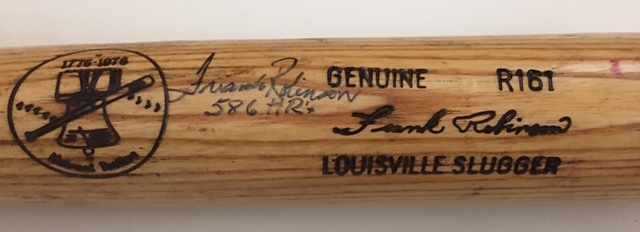 1776-1976
Frank Robinson
586 HR's
GENUINE R161
Frank Robinson
LOUISVILLE SLUGGER